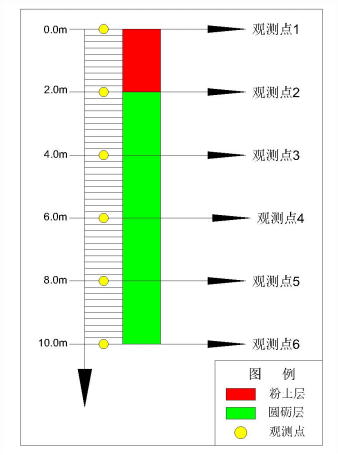 0.0m 观测点1
2.0m 观测点2
4.0m 观测点3
6.0m 观测点4
8.0m 观测点5
10.0m 观测点6
图 例
粉土层
圆砺层
观测点